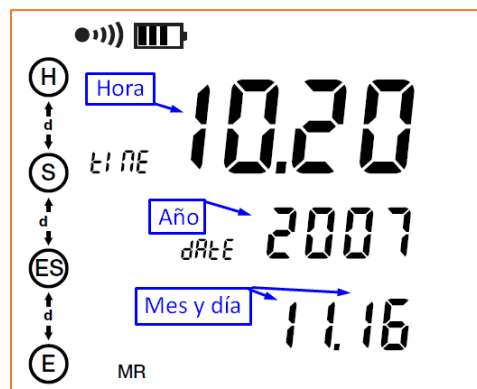 H
Hora
10.20
d
tIME
S
Año
2007
d
dAtE
ES
Mes y día
11.16
d
E
MR